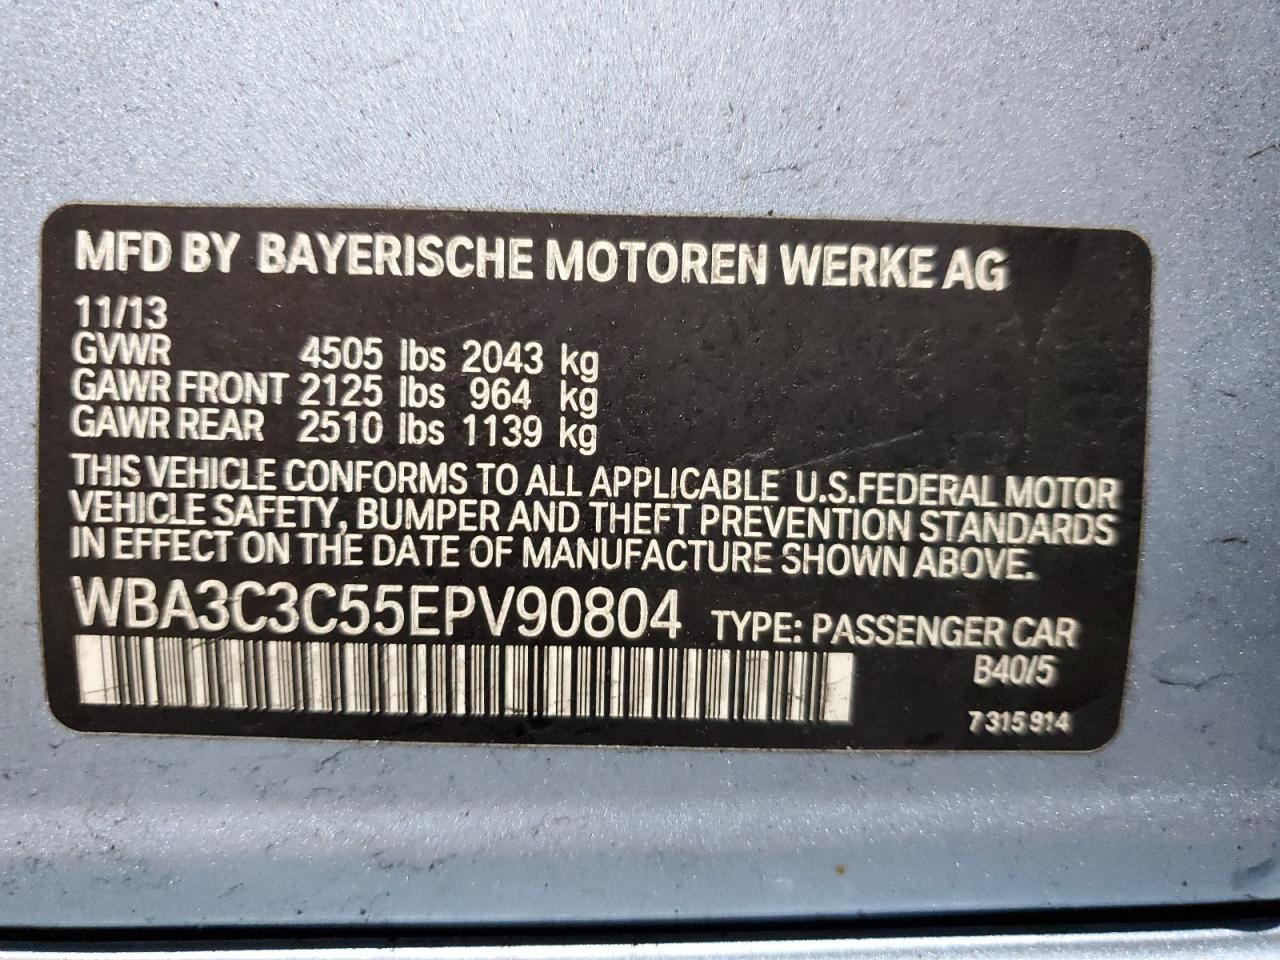 MFD BY BAYERISCHE MOTOREN WERKE AG
11/13
GVWR 4505 lbs 2043 kg
GAWR FRONT 2125 lbs 964 kg
GAWR REAR 2510 lbs 1139 kg
THIS VEHICLE CONFORMS TO ALL APPLICABLE U.S.FEDERAL MOTOR
VEHICLE SAFETY, BUMPER AND THEFT PREVENTION STANDARDS
IN EFFECT ON THE DATE OF MANUFACTURE SHOWN ABOVE.
WBA3C3C55EPV90804 TYPE: PASSENGER CAR
B40/5
7 315 914